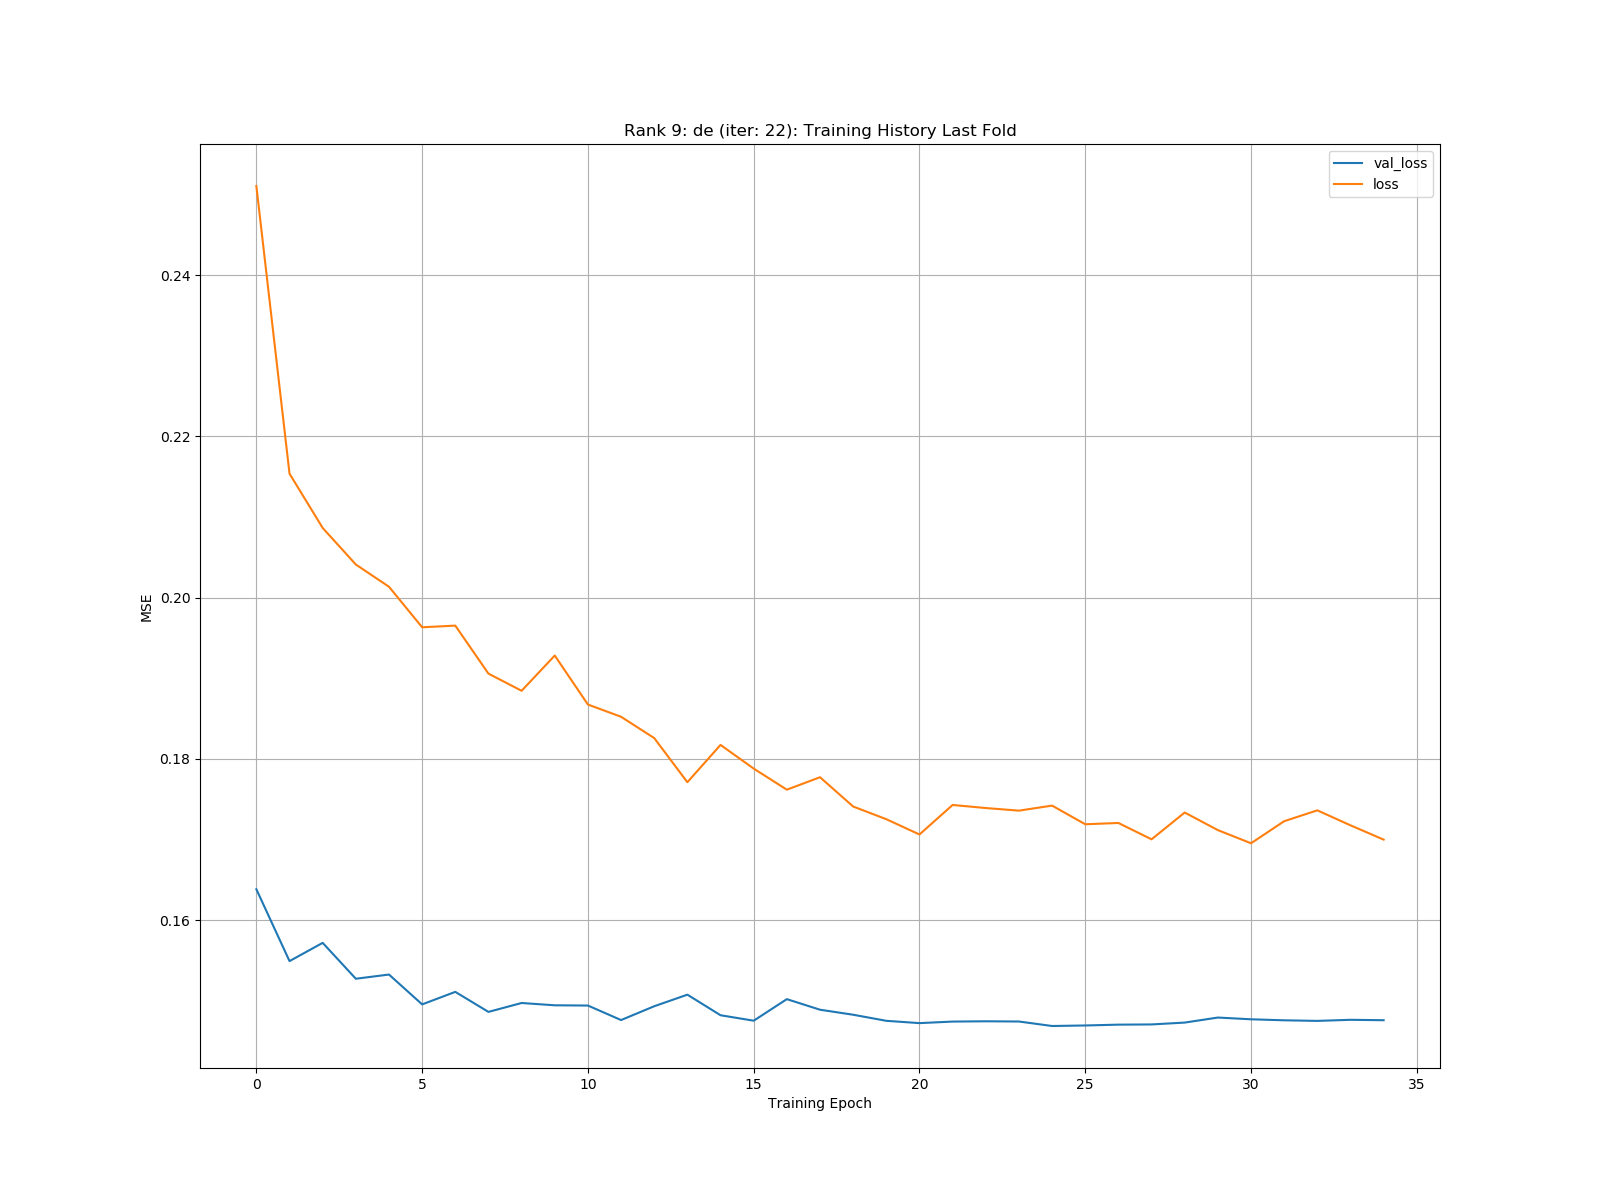 Rank 9: de (iter: 22): Training History Last Fold
val_loss
loss
0.24
0.22
0.20
0.18
0.16
MSE
0 5 10 15 20 25 30 35
Training Epoch